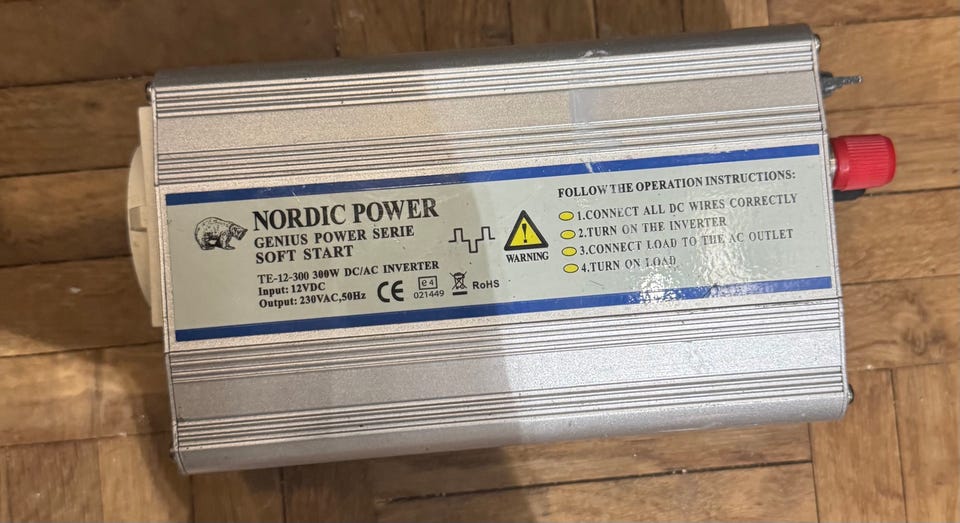 NORDIC POWER
GENIUS POWER SERIE
SOFT START
TE-12-300 300W DC/AC INVERTER
Input: 12VDC
Output: 230VAC,50Hz
CE
e4
021449
RoHS
WARNING
FOLLOW THE OPERATION INSTRUCTIONS:
1.CONNECT ALL DC WIRES CORRECTLY
2.TURN ON THE INVERTER
3.CONNECT LOAD TO THE AC OUTLET
4.TURN ON LOAD